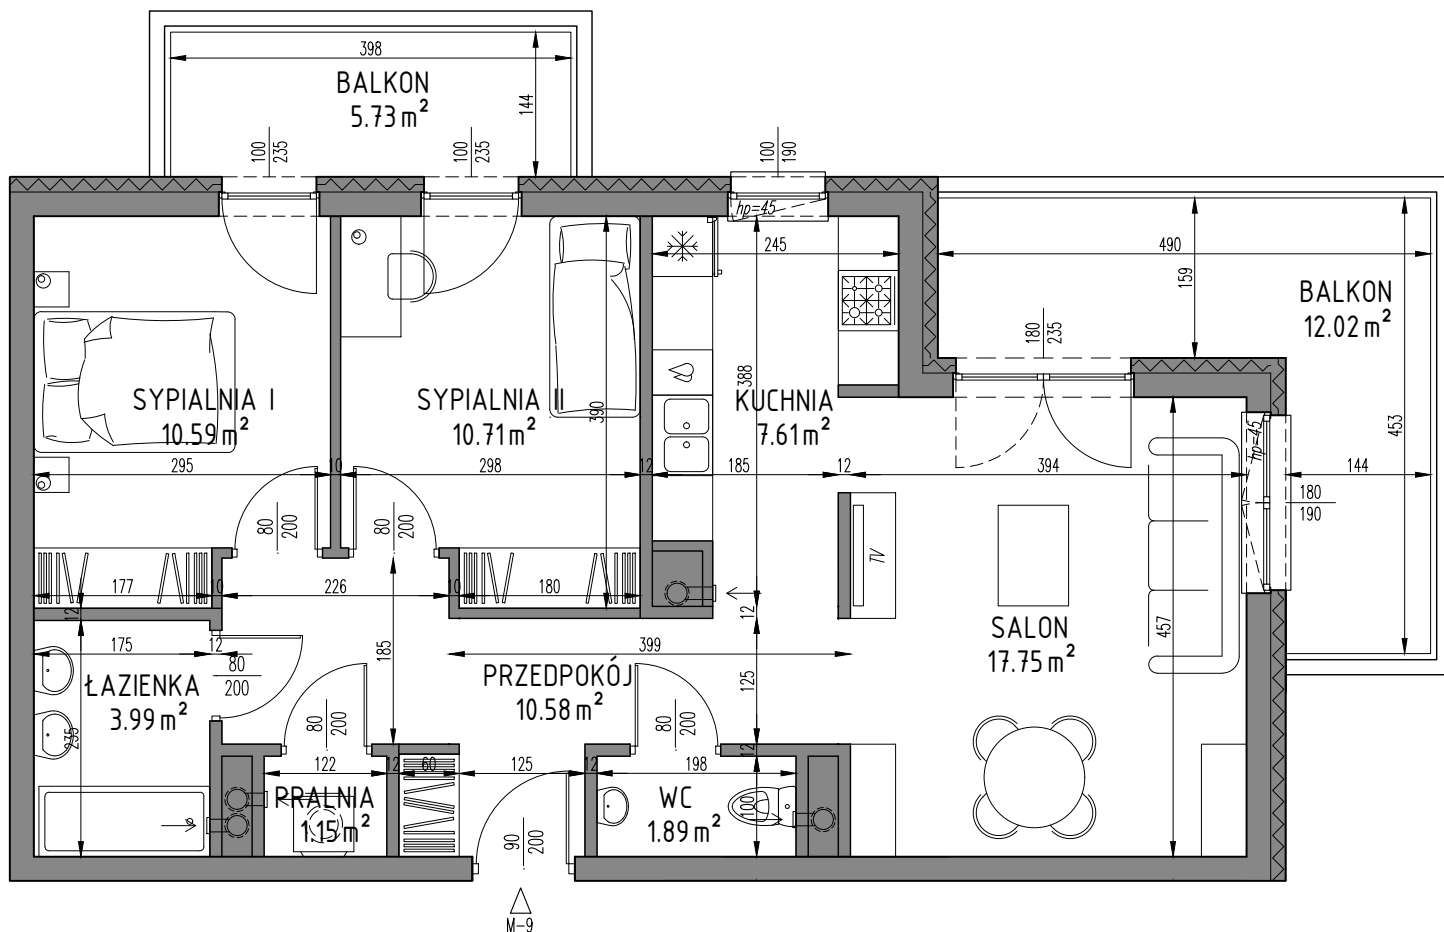 398
BALKON
5.73 m²
144
100
235
100
235
100
190
hp=45
245
490
159
BALKON
12.02 m²
180
235
SYPIALNIA I
10.59 m²
SYPIALNIA II
10.71 m²
390
388
KUCHNIA
7.61 m²
hp=45
453
295
10
298
12
185
12
394
144
180
190
80
200
80
200
TV
177
10
226
10
180
12
12
175
12
80
200
185
399
SALON
17.75 m²
457
ŁAZIENKA
3.99 m²
235
PRZEDPOKÓJ
10.58 m²
125
80
200
80
200
12
122
12
60
125
12
198
PRALNIA
1.15 m²
WC
1.89 m²
100
90
200
M-9